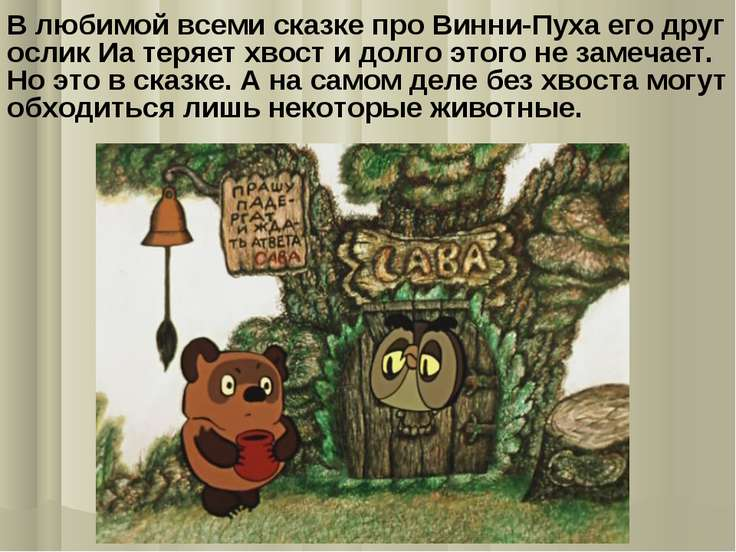 В любимой всеми сказке про Винни-Пуха его друг
ослик Иа теряет хвост и долго этого не замечает.
Но это в сказке. А на самом деле без хвоста могут
обходиться лишь некоторые животные.
ПРАШУ
ПАДЕ-
РГАТ
И ЖДА-
ТЬ АТВЕТА
САВА
САВА